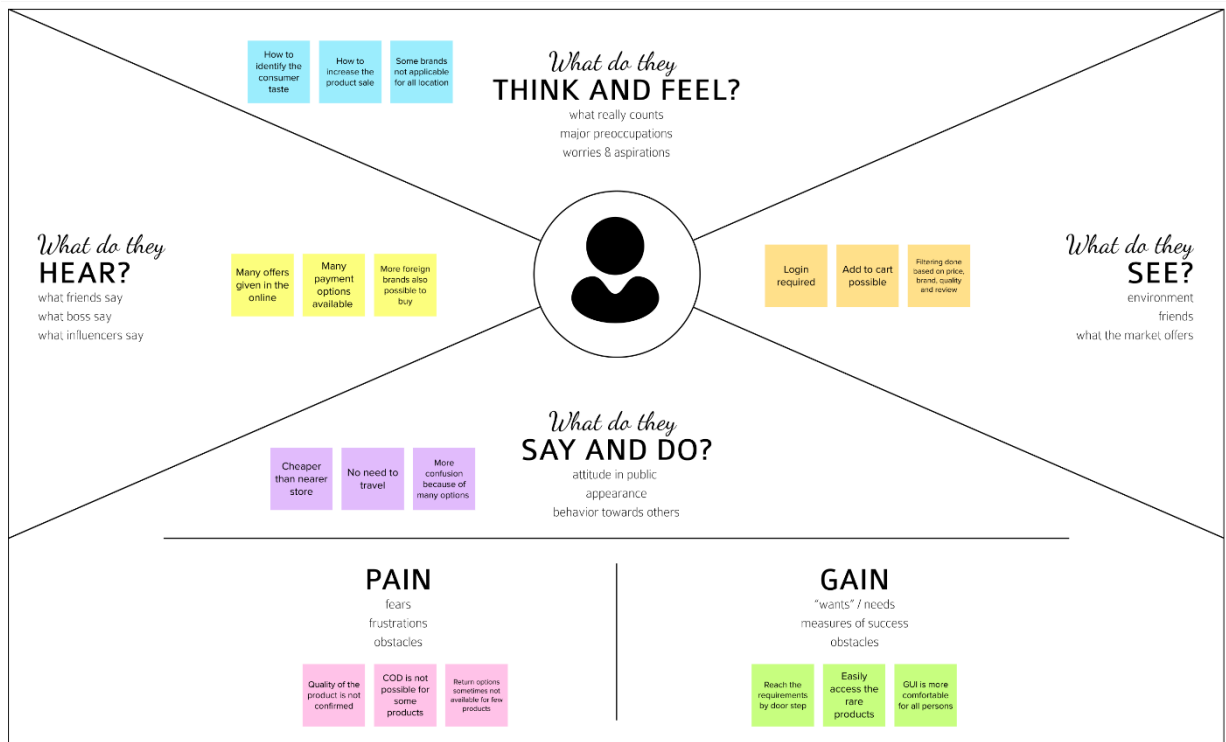 How to
identify the
consumer
taste
How to
increase the
product sale
Some brands
not applicable
for all location
What do they
THINK AND FEEL?
what really counts
major preoccupations
worries & aspirations
What do they
HEAR?
what friends say
what boss say
what influencers say
Many offers
given in the
online
Many
payment
options
available
More foreign
brands also
possible to
buy
Login
required
Add to cart
possible
Filtering done
based on price,
brand, quality
and review
What do they
SEE?
environment
friends
what the market offers
What do they
SAY AND DO?
attitude in public
appearance
behavior towards others
Cheaper
than nearer
store
No need to
travel
More
confusion
because of
many options
PAIN
fears
frustrations
obstacles
Quality of the
product is not
confirmed
COD is not
possible for
some
products
Return options
sometimes not
available for few
products
GAIN
"wants" / needs
measures of success
obstacles
Reach the
requirements
by door step
Easily
access the
rare
products
GUI is more
comfortable
for all persons